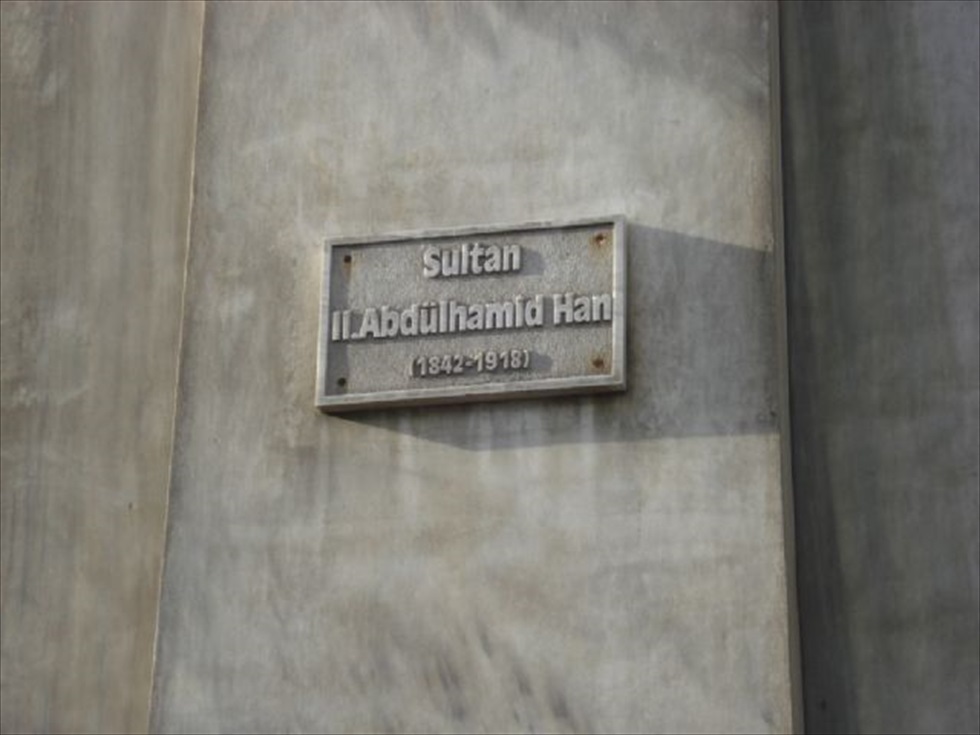 Sultan
II.Abdülhamid Han
(1842-1918)